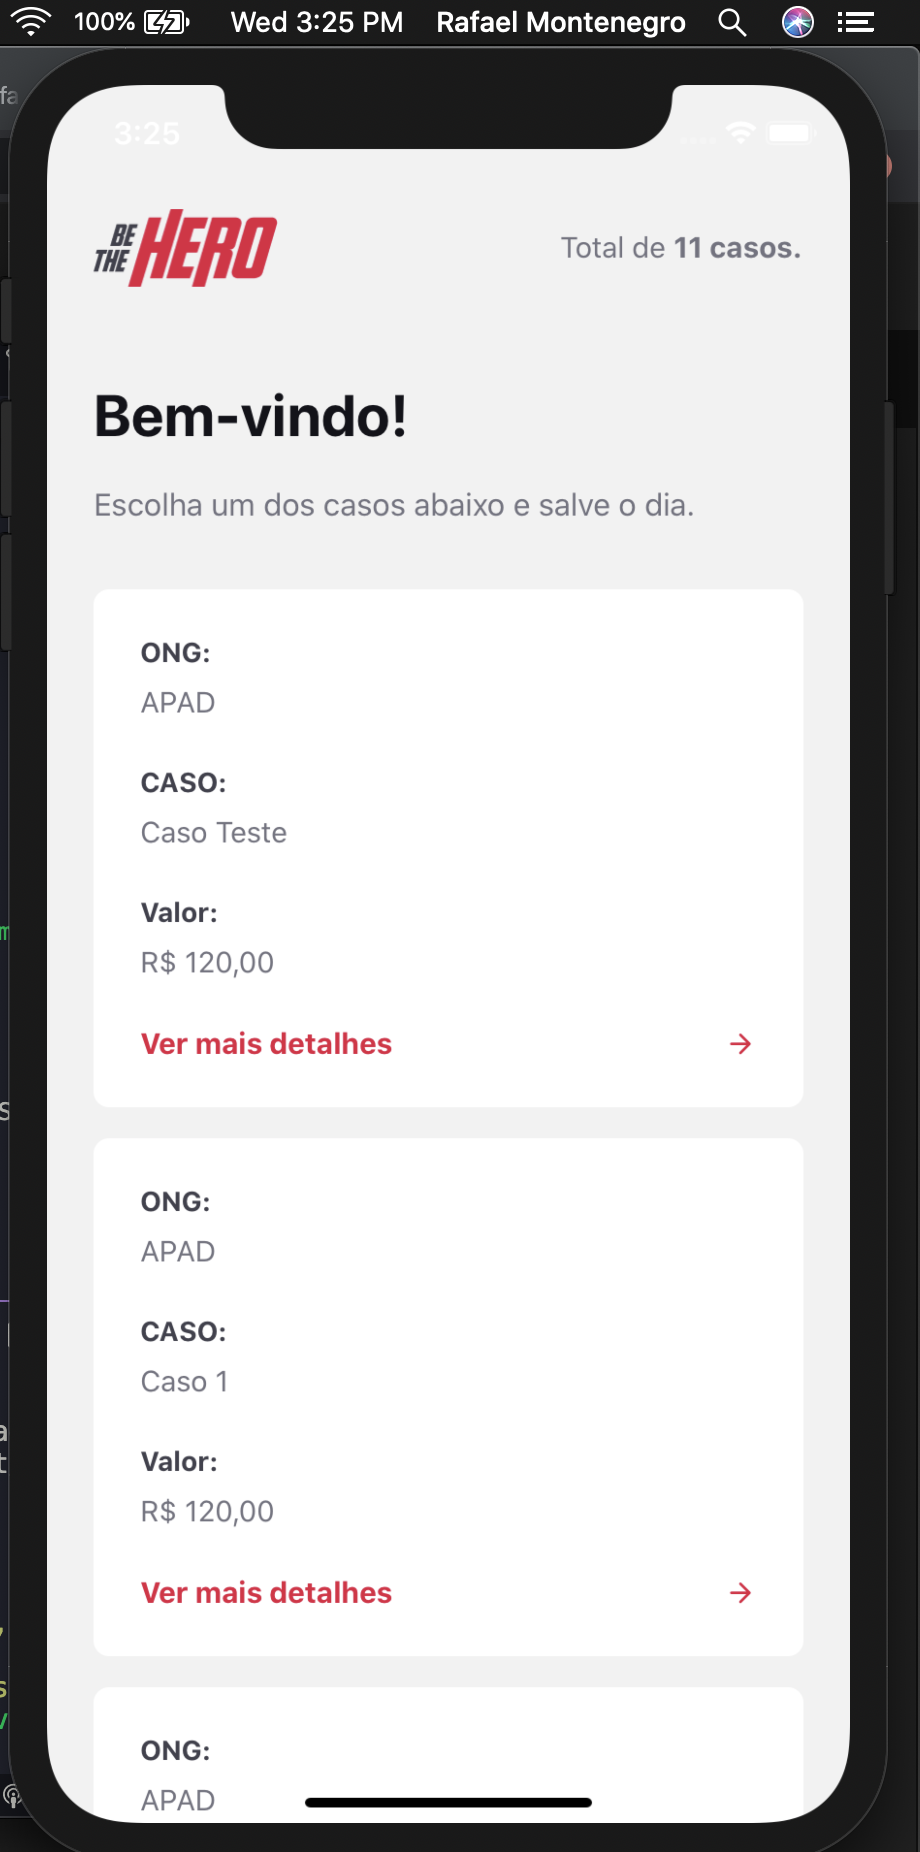 100% Wed 3:25 PM Rafael Montenegro
3:25
BE THE HERO
Total de 11 casos.
Bem-vindo!
Escolha um dos casos abaixo e salve o dia.
ONG:
APAD
CASO:
Caso Teste
Valor:
R$ 120,00
Ver mais detalhes →
ONG:
APAD
CASO:
Caso 1
Valor:
R$ 120,00
Ver mais detalhes →
ONG:
APAD